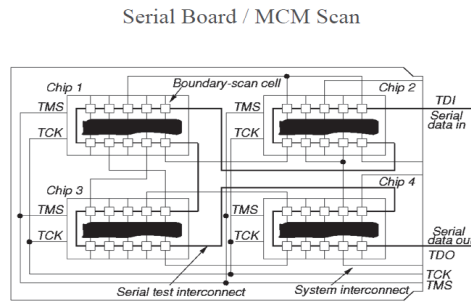 Serial Board / MCM Scan
Chip 1
Boundary-scan cell
Chip 2
TMS
TMS
TDI
Serial
data in
TCK
TCK
Chip 3
Chip 4
TMS
TMS
TCK
TCK
Serial
data out
TDO
TCK
TMS
Serial test interconnect
System interconnect